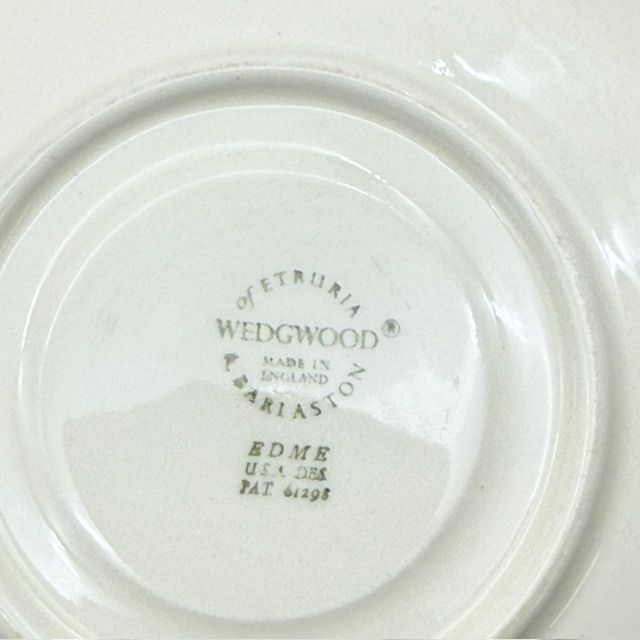 of ETRURIA
WEDGWOOD®
MADE IN
ENGLAND
& BARLASTON
EDME
U.S.A. DES.
PAT. 61298